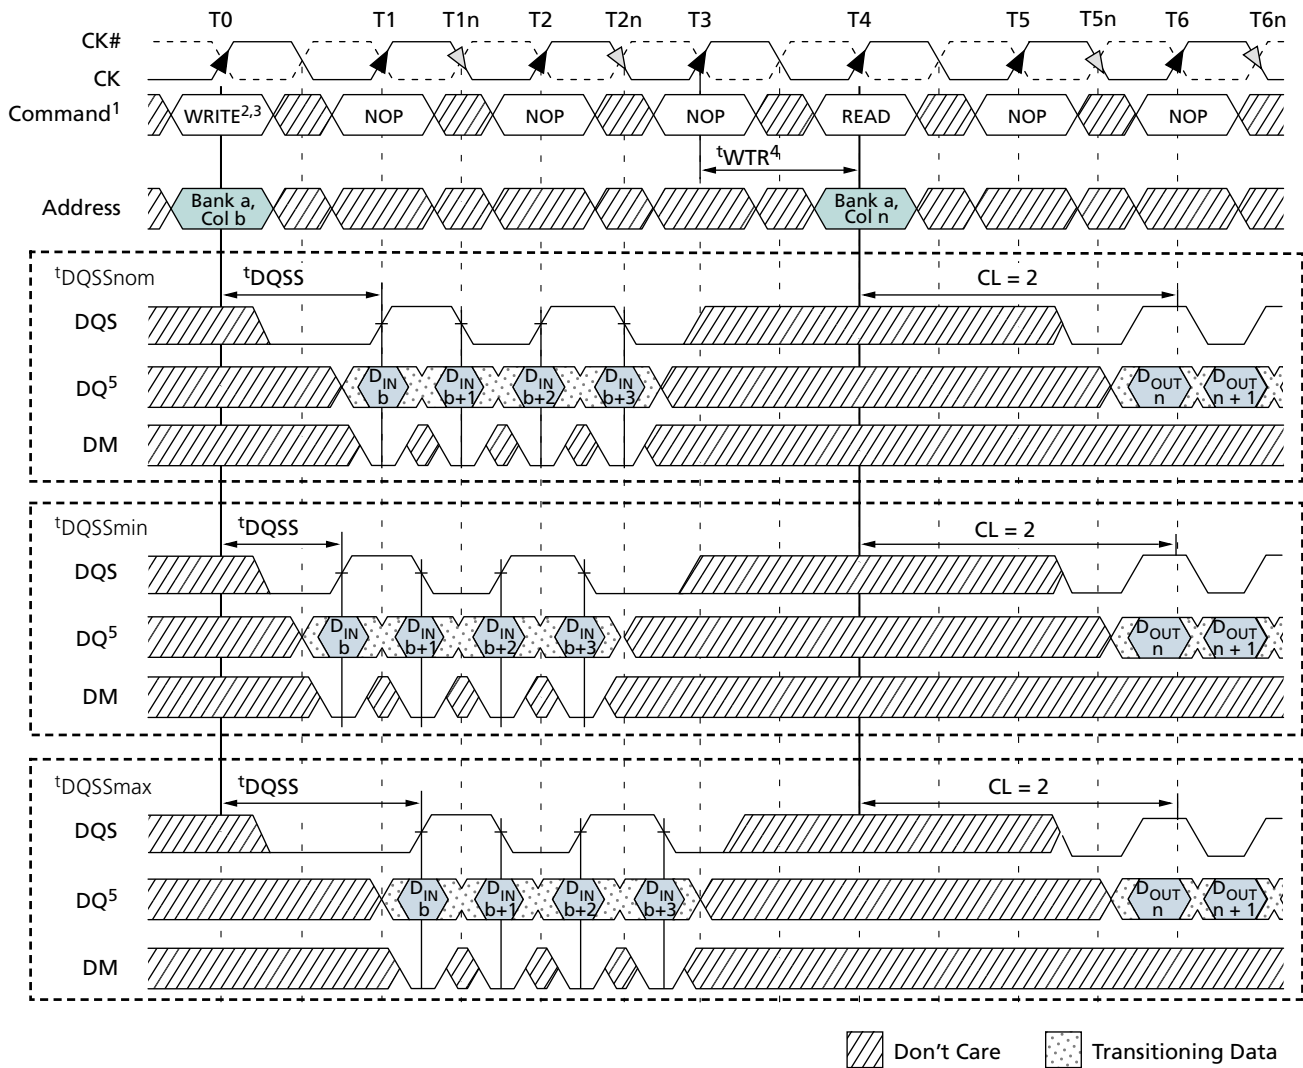 T0 T1 T1n T2 T2n T3 T4 T5 T5n T6 T6n
CK#
CK
Command1 WRITE2,3 NOP NOP NOP READ NOP NOP
tWTR4
Address Bank a, Col b Bank a, Col n
tDQSSnom tDQSS CL = 2
DQS
DQ5 DIN b DIN b+1 DIN b+2 DIN b+3 DOUT n DOUT n + 1
DM
tDQSSmin tDQSS CL = 2
DQS
DQ5 DIN b DIN b+1 DIN b+2 DIN b+3 DOUT n DOUT n + 1
DM
tDQSSmax tDQSS CL = 2
DQS
DQ5 DIN b DIN b+1 DIN b+2 DIN b+3 DOUT n DOUT n + 1
DM
Don't Care Transitioning Data